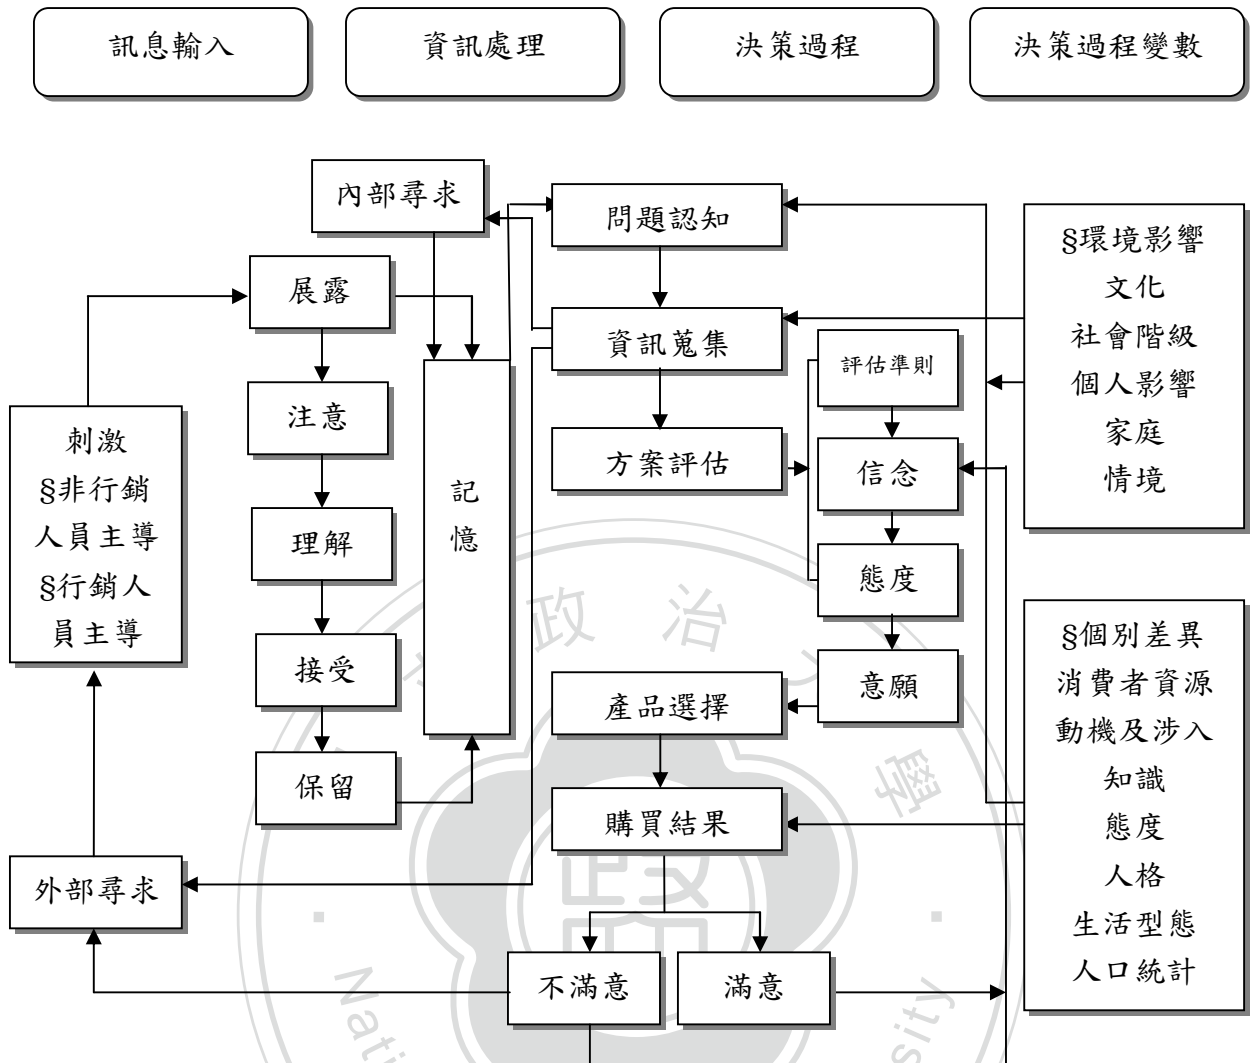 訊息輸入
資訊處理
決策過程
決策過程變數
內部尋求
問題認知
§環境影響
文化
社會階級
個人影響
家庭
情境
展露
資訊蒐集
評估準則
注意
刺激
§非行銷
人員主導
§行銷人
員主導
方案評估
信念
記
憶
理解
態度
政
治
§個別差異
消費者資源
動機及涉入
知識
態度
人格
生活型態
人口統計
接受
意願
產品選擇
保留
學
購買結果
外部尋求
不滿意
滿意